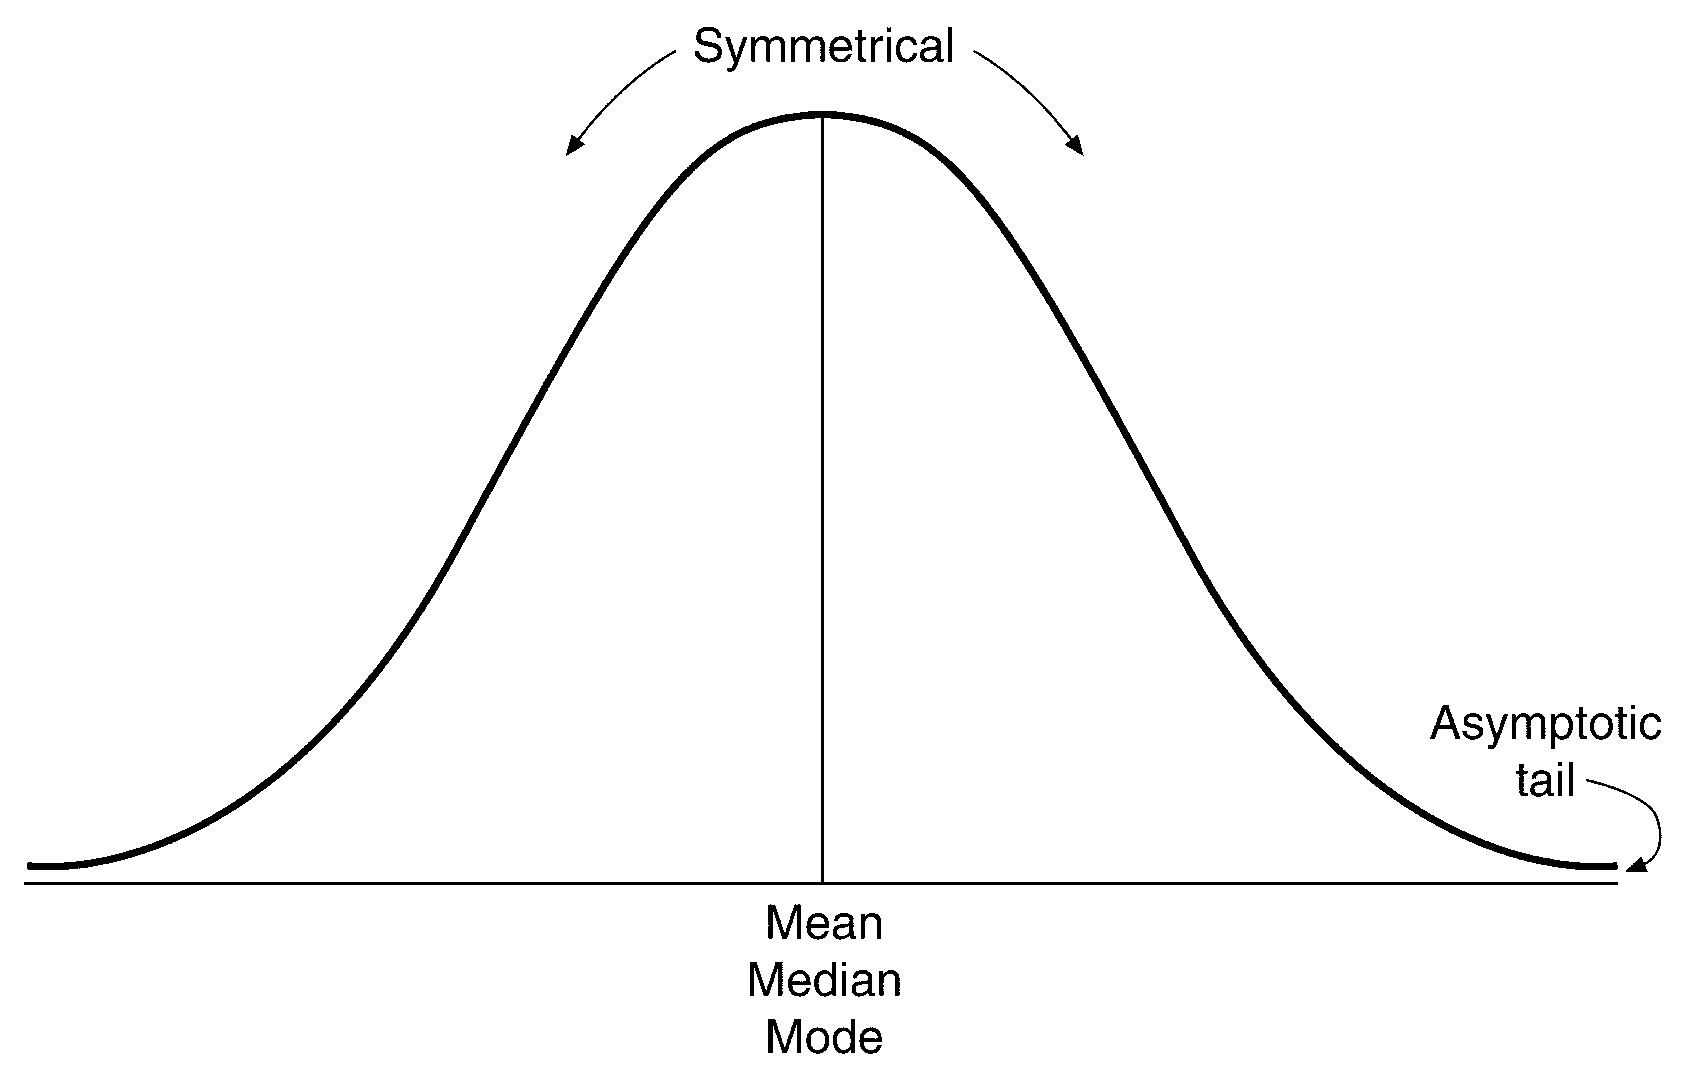 Symmetrical
Asymptotic
tail
Mean
Median
Mode